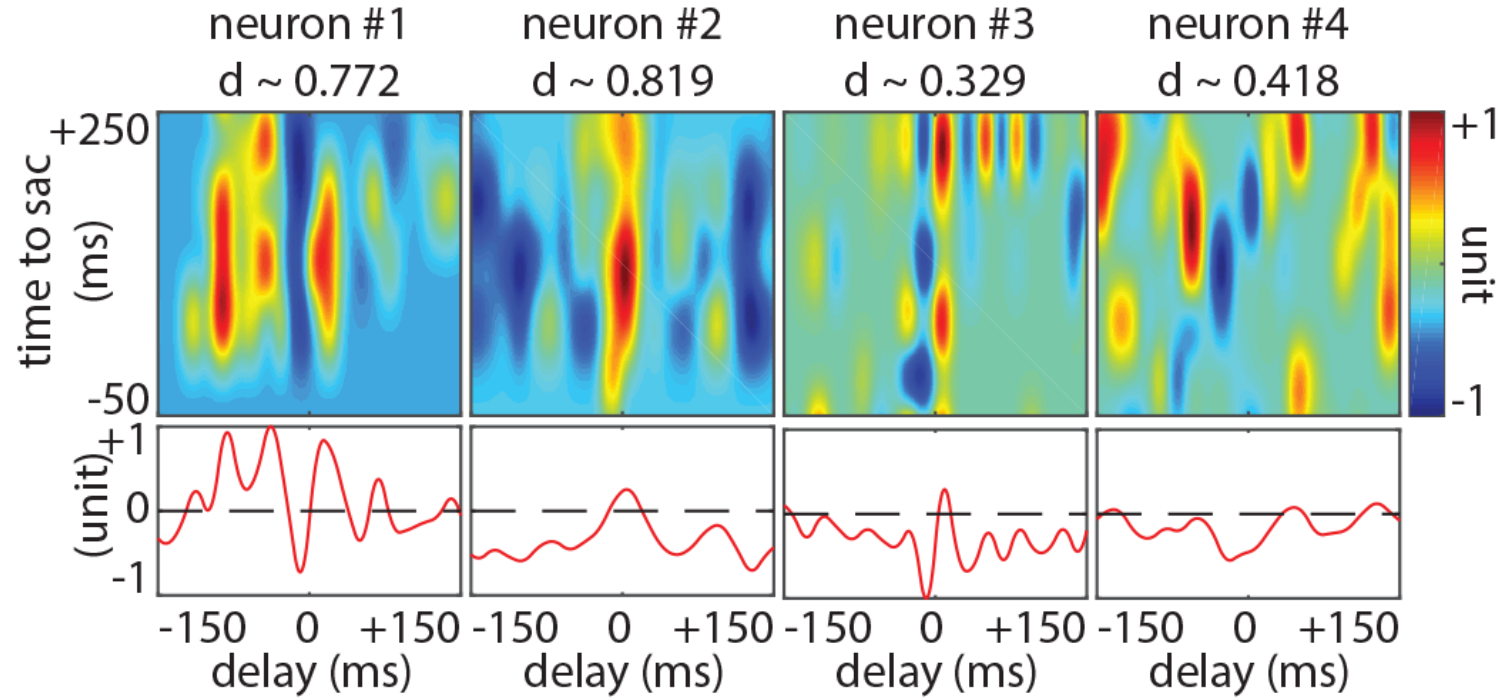 neuron #1 neuron #2 neuron #3 neuron #4
d ~ 0.772 d ~ 0.819 d ~ 0.329 d ~ 0.418
+250
time to sac
(ms)
-50
+1
unit
-1
+1
0
-1
(unit)
-150 0 +150 -150 0 +150 -150 0 +150 -150 0 +150
delay (ms) delay (ms) delay (ms) delay (ms)